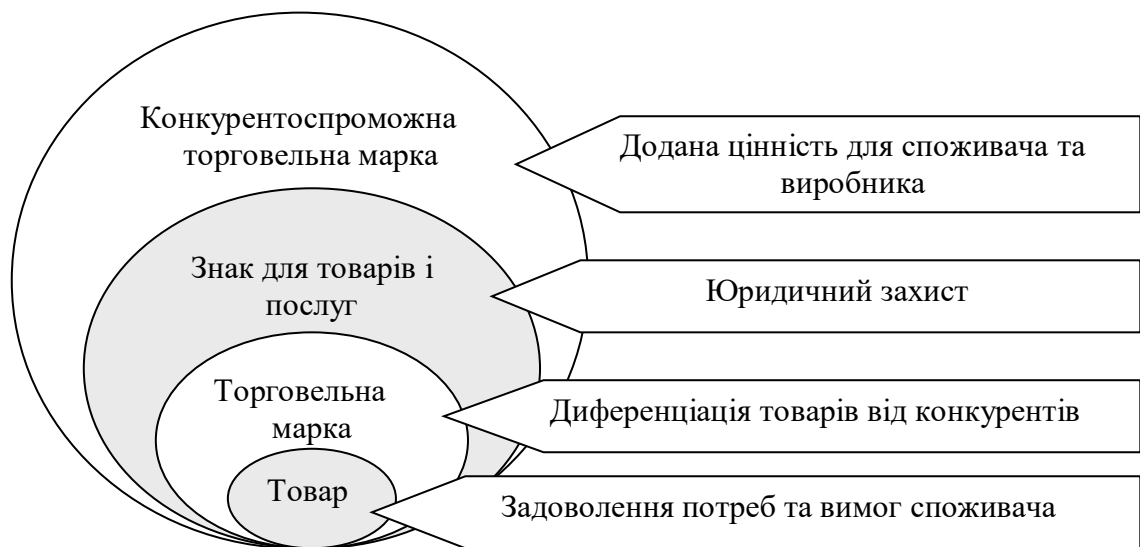 Конкурентоспроможна
торговельна марка
Додана цінність для споживача та
виробника
Знак для товарів і
послуг
Юридичний захист
Торговельна
марка
Диференціація товарів від конкурентів
Товар
Задоволення потреб та вимог споживача